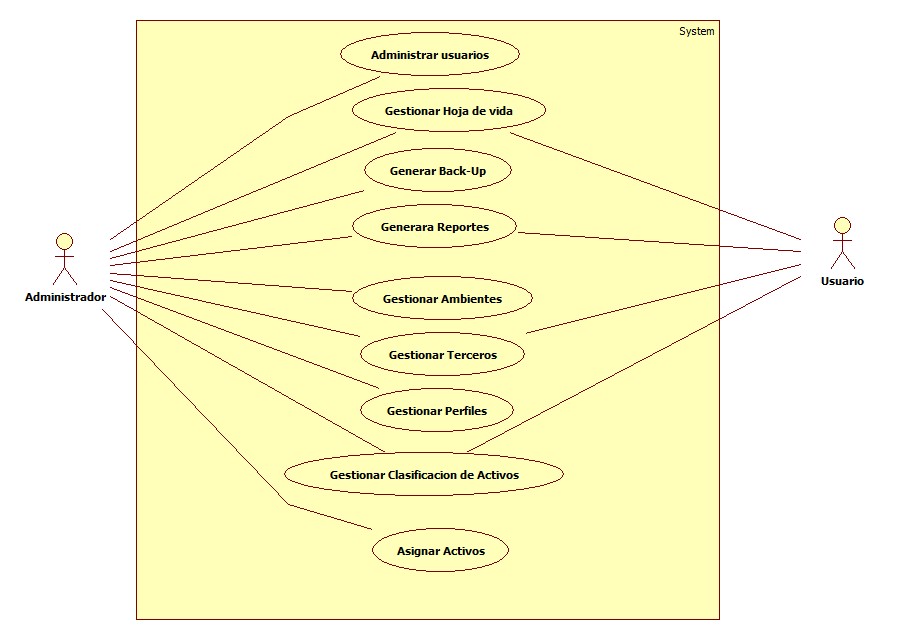 System
Administrar usuarios
Gestionar Hoja de vida
Generar Back-Up
Generara Reportes
Administrador
Usuario
Gestionar Ambientes
Gestionar Terceros
Gestionar Perfiles
Gestionar Clasificacion de Activos
Asignar Activos